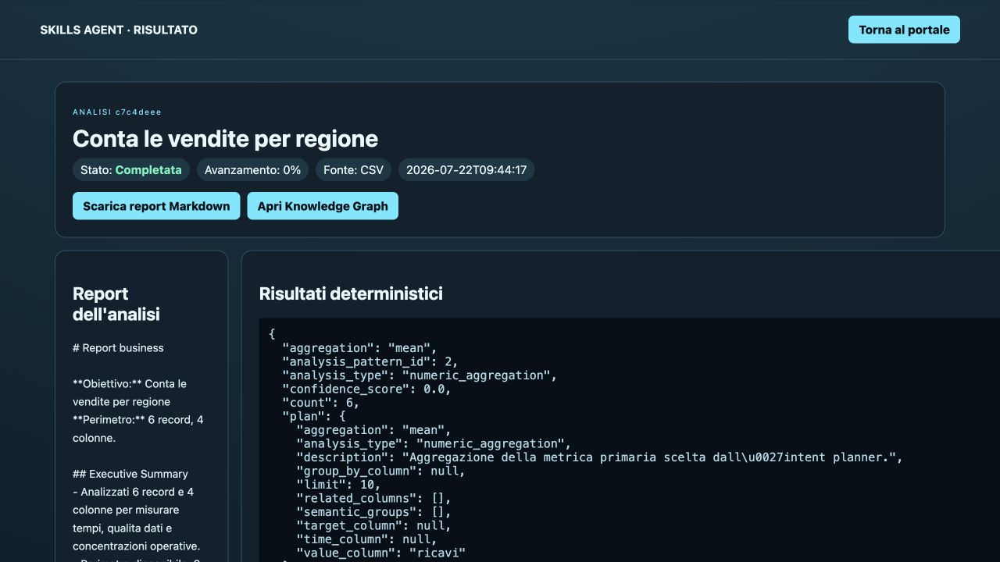 SKILLS AGENT · RISULTATO
Torna al portale
ANALISI c7c4deee
Conta le vendite per regione
Stato: Completata
Avanzamento: 0%
Fonte: CSV
2026-07-22T09:44:17
Scarica report Markdown
Apri Knowledge Graph
Report
dell'analisi
# Report business
**Obiettivo:** Conta le
vendite per regione
**Perimetro:** 6 record, 4
colonne.
## Executive Summary
- Analizzati 6 record e 4
colonne per misurare
tempi, qualita dati e
concentrazioni operative.
Risultati deterministici
{
"aggregation": "mean",
"analysis_pattern_id": 2,
"analysis_type": "numeric_aggregation",
"confidence_score": 0.0,
"count": 6,
"plan": {
"aggregation": "mean",
"analysis_type": "numeric_aggregation",
"description": "Aggregazione della metrica primaria scelta dall\u0027intent planner.",
"group_by_column": null,
"limit": 10,
"related_columns": [],
"semantic_groups": [],
"target_column": null,
"time_column": null,
"value_column": "ricavi"